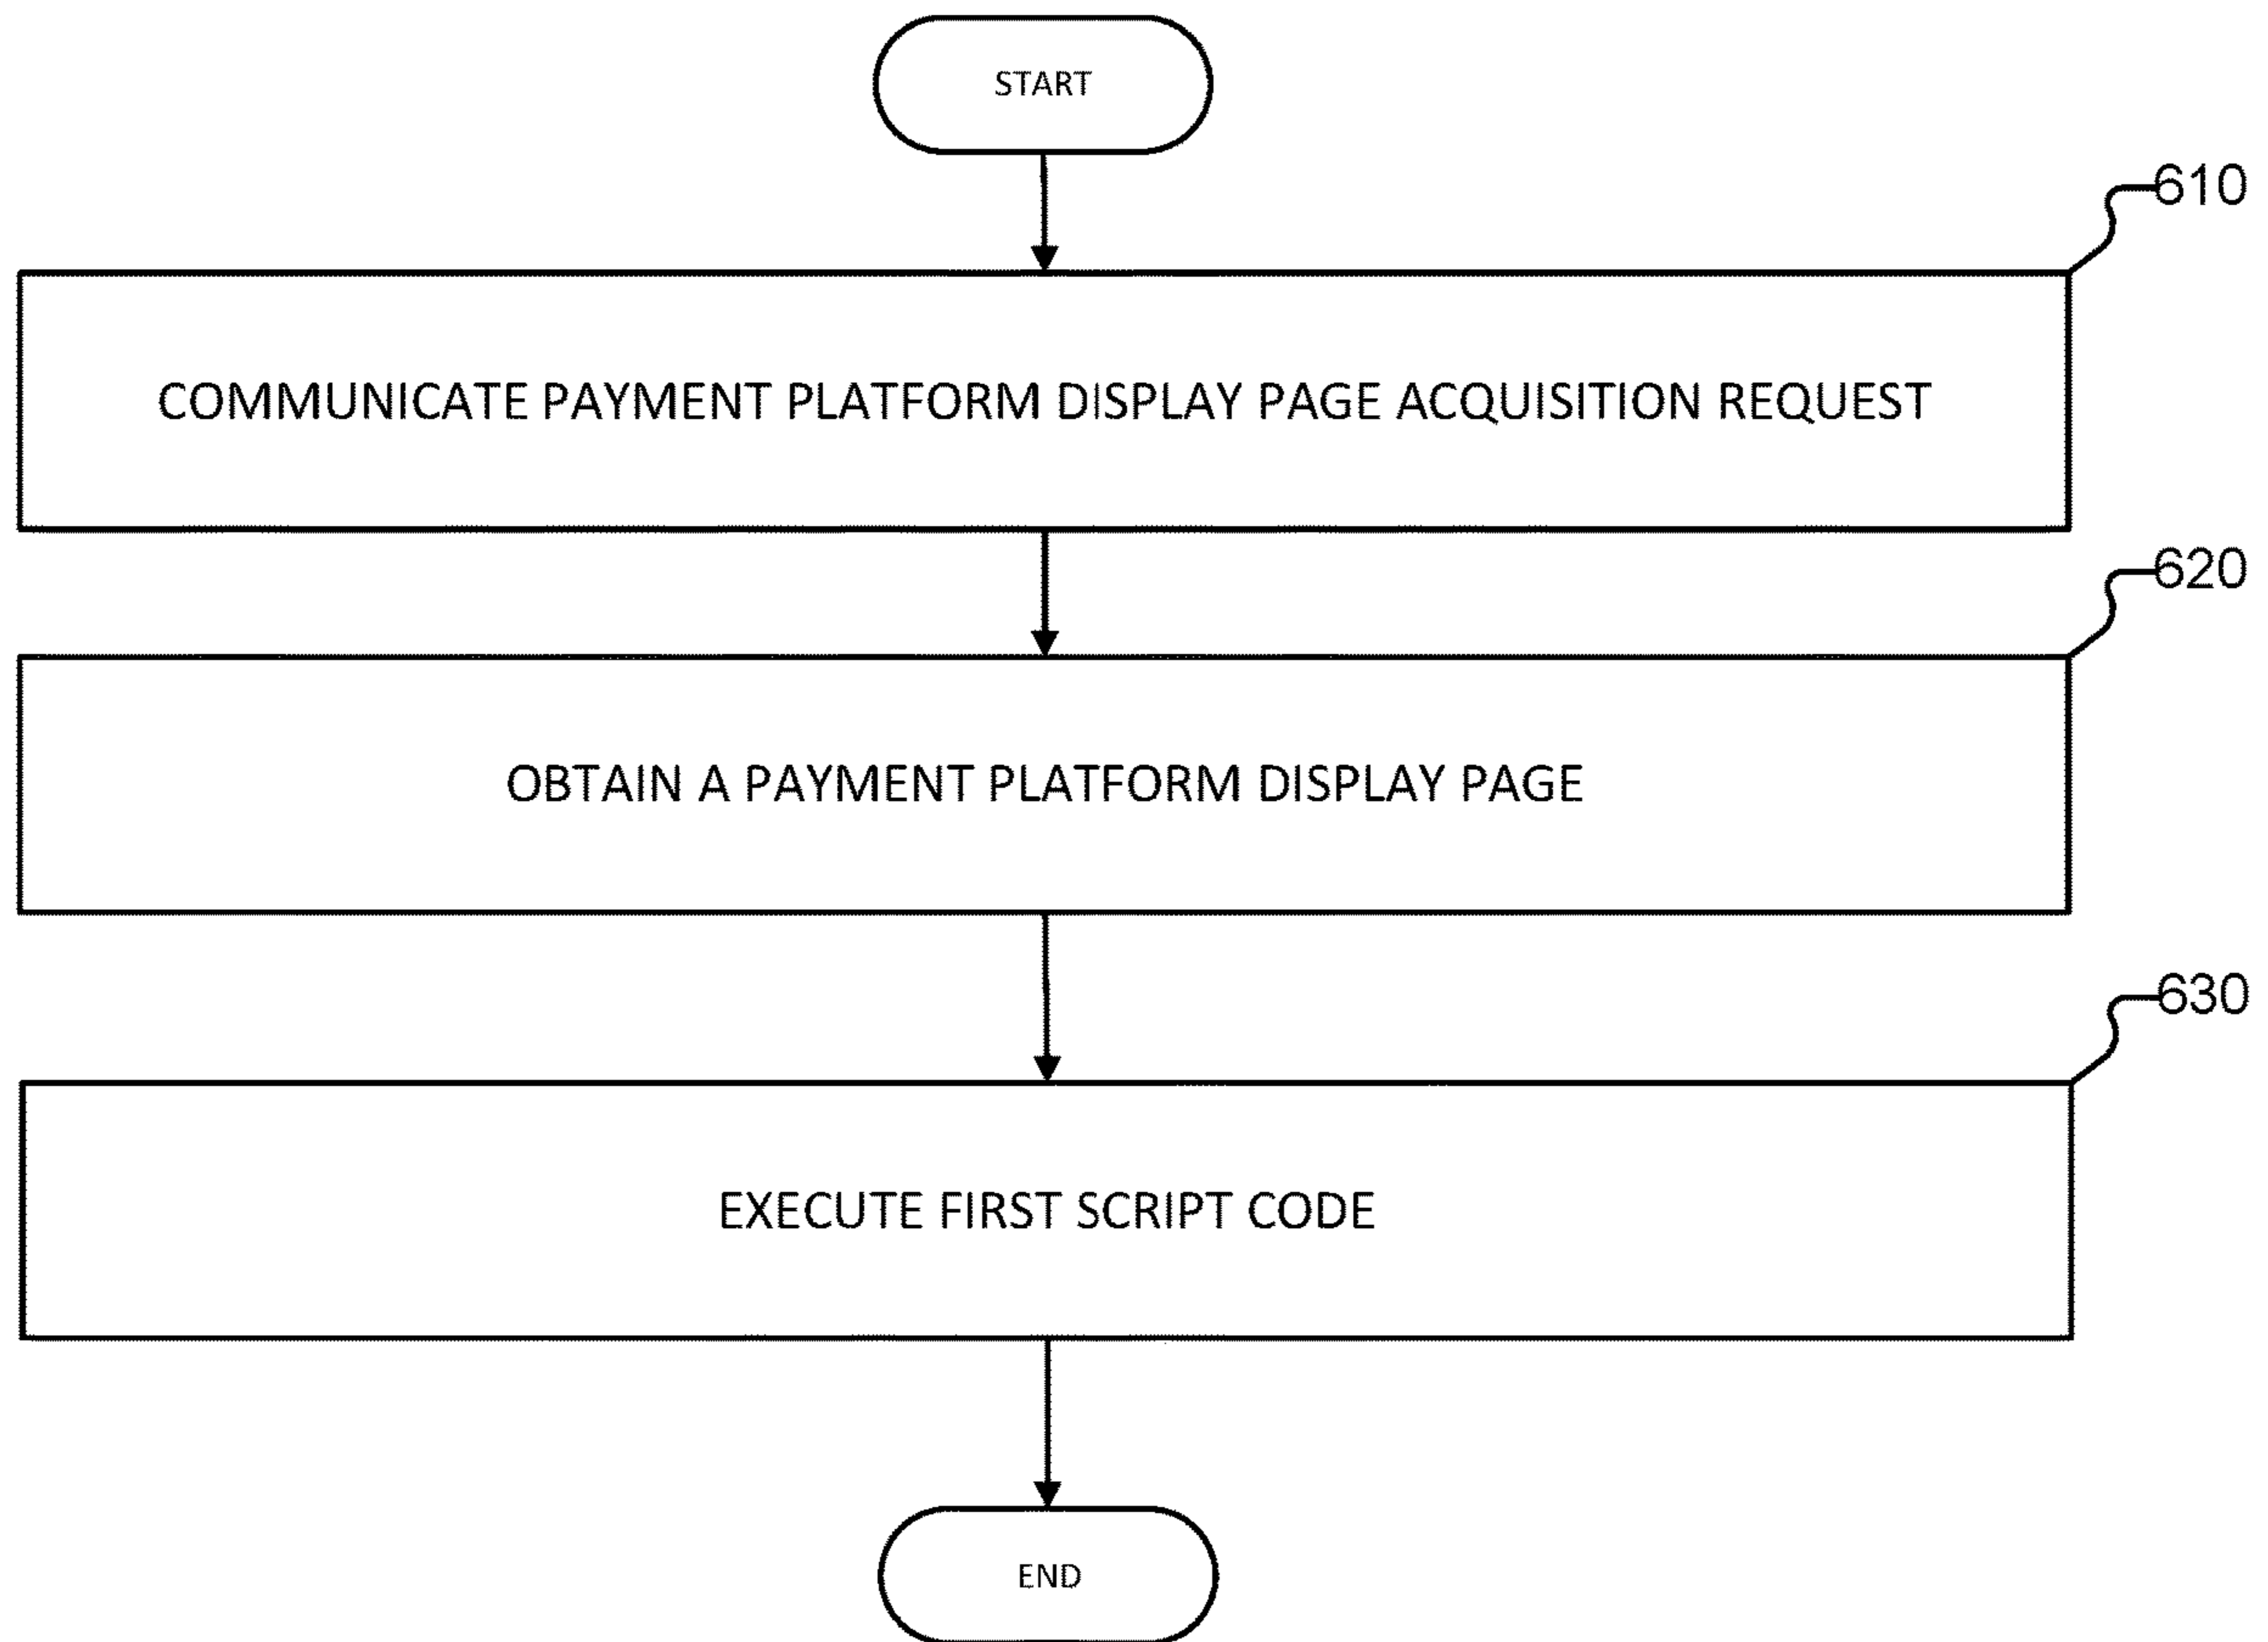 START
610
COMMUNICATE PAYMENT PLATFORM DISPLAY PAGE ACQUISITION REQUEST
620
OBTAIN A PAYMENT PLATFORM DISPLAY PAGE
630
EXECUTE FIRST SCRIPT CODE
END